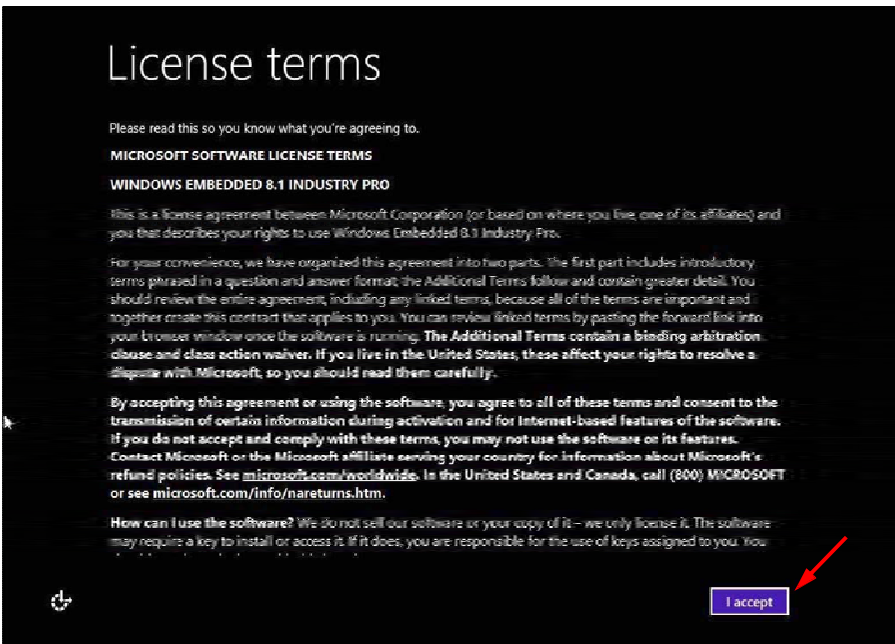 License terms
Please read this so you know what you're agreeing to.
MICROSOFT SOFTWARE LICENSE TERMS
WINDOWS EMBEDDED 8.1 INDUSTRY PRO
This is a license agreement between Microsoft Corporation (or based on where you live, one of its affiliates) and
you that describes your rights to use Windows Embedded 8.1 Industry Pro.
For your convenience, we have organized this agreement into two parts. The first part includes introductory
terms phrased in a question and answer format; the Additional Terms follow and contain greater detail. You
should review the entire agreement, including any linked terms, because all of the terms are important and
together create this contract that applies to you. You can review linked terms by pasting the forward link into
your browser window once the software is running. The Additional Terms contain a binding arbitration
clause and class action waiver. If you live in the United States, these affect your rights to resolve a
dispute with Microsoft, so you should read them carefully.
By accepting this agreement or using the software, you agree to all of these terms and consent to the
transmission of certain information during activation and for Internet-based features of the software.
If you do not accept and comply with these terms, you may not use the software or its features.
Contact Microsoft or the Microsoft affiliate serving your country for information about Microsoft's
refund policies. See microsoft.com/worldwide. In the United States and Canada, call (800) MICROSOFT
or see microsoft.com/info/nareturns.htm.
How can I use the software? We do not sell our software or your copy of it – we only license it. The software
may require a key to install or access it. If it does, you are responsible for the use of keys assigned to you. You
I accept